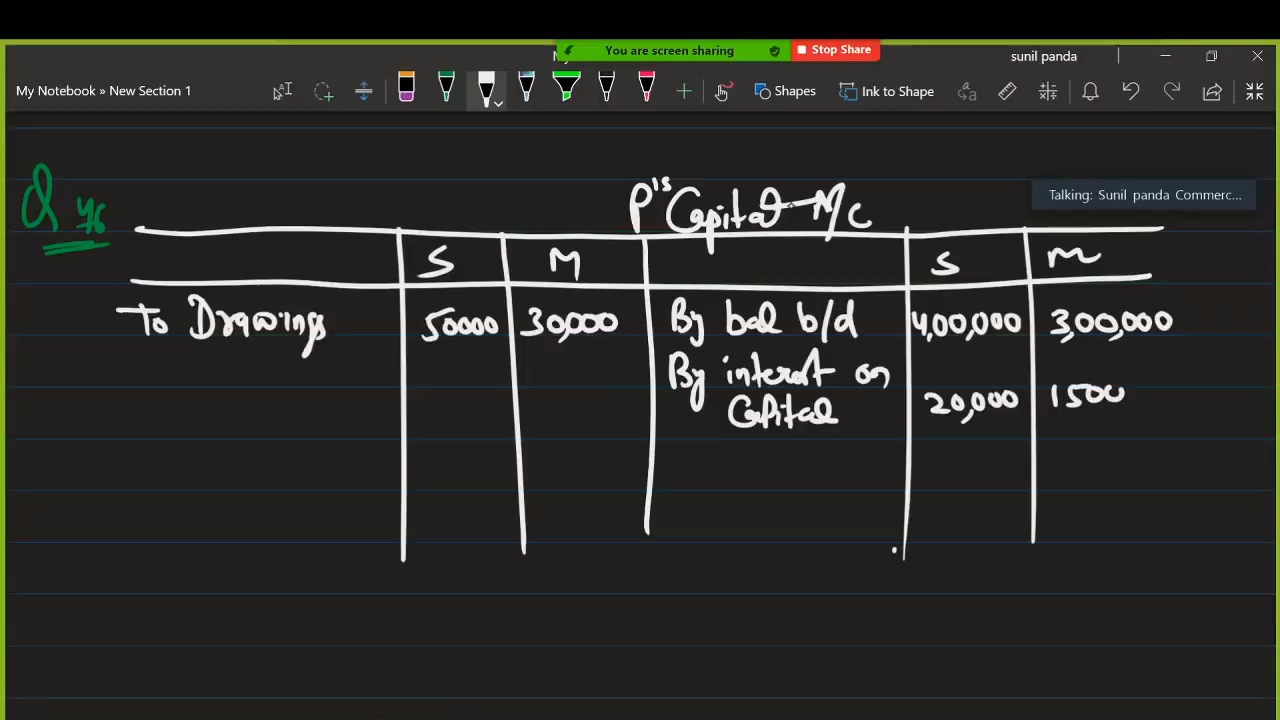 You are screen sharing
Stop Share
sunil panda
My Notebook » New Section 1
Shapes
Ink to Shape
Talking: Sunil panda Commerc...
P's Capital A/c
S M S M
To Drawings 50000 30,000 By bal b/d 4,00,000 3,00,000
By interest on
Capital 20,000 1500